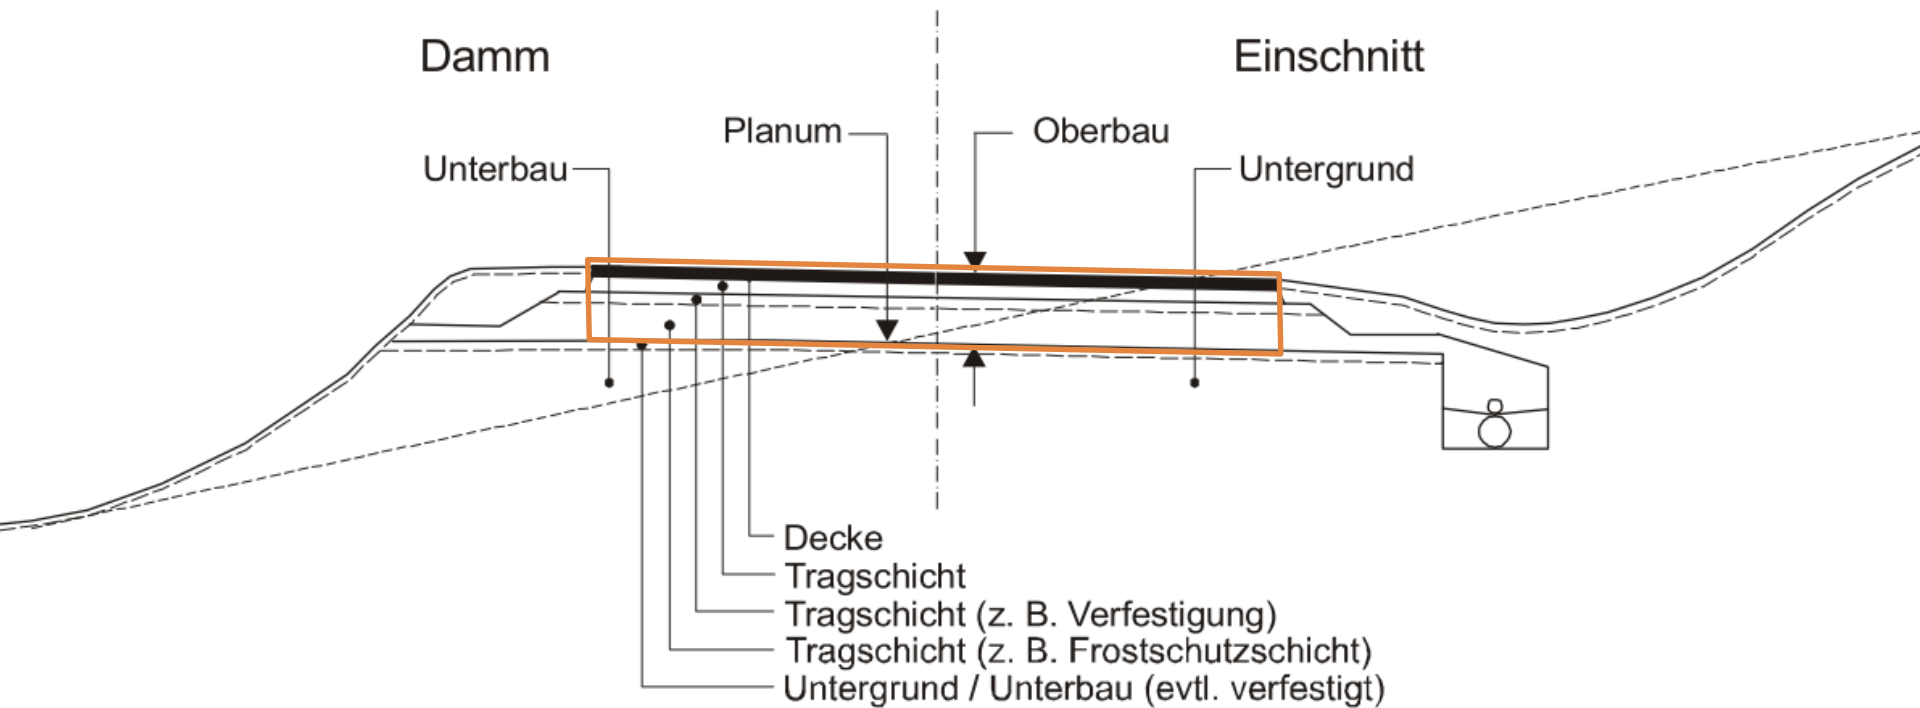 Damm
Einschnitt
Planum
Oberbau
Unterbau
Untergrund
Decke
Tragschicht
Tragschicht (z. B. Verfestigung)
Tragschicht (z. B. Frostschutzschicht)
Untergrund / Unterbau (evtl. verfestigt)